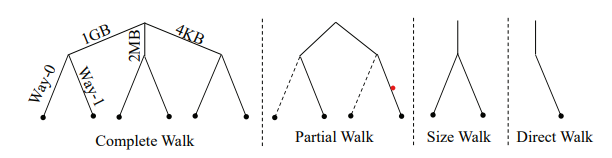 1GB
2MB
4KB
Way-0
Way-1
Complete Walk
Partial Walk
Size Walk
Direct Walk